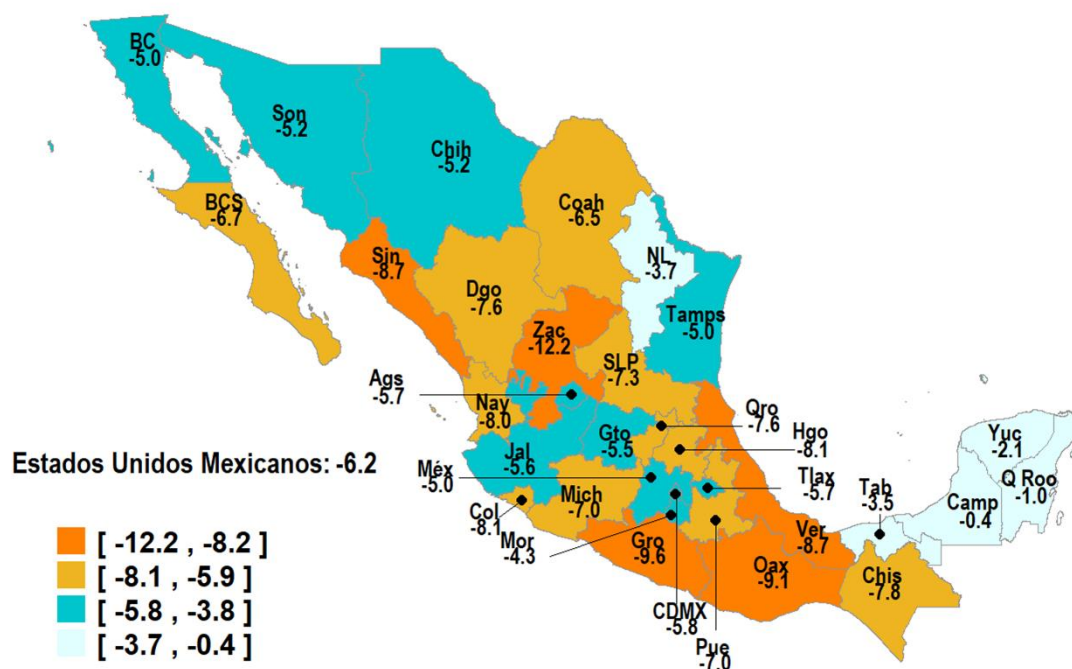 BC
-5.0
Son
-5.2
Chih
-5.2
Coah
-6.5
BCS
-6.7
NL
-3.7
Sin
-8.7
Dgo
-7.6
Tamps
-5.0
Zac
-12.2
SLP
-7.3
Ags
-5.7
Nay
-8.0
Qro
-7.6
Gto
-5.5
Hgo
-8.1
Yuc
-2.1
Jal
-5.6
Estados Unidos Mexicanos: -6.2
Méx
-5.0
Tlax
-5.7
Tab
-3.5
Q Roo
-1.0
Mich
-7.0
Camp
-0.4
Col
-8.1
Ver
-8.7
Mor
-4.3
Gro
-9.6
Oax
-9.1
Chis
-7.8
CDMX
-5.8
Pue
-7.0
[ -12.2 , -8.2 ]
[ -8.1 , -5.9 ]
[ -5.8 , -3.8 ]
[ -3.7 , -0.4 ]